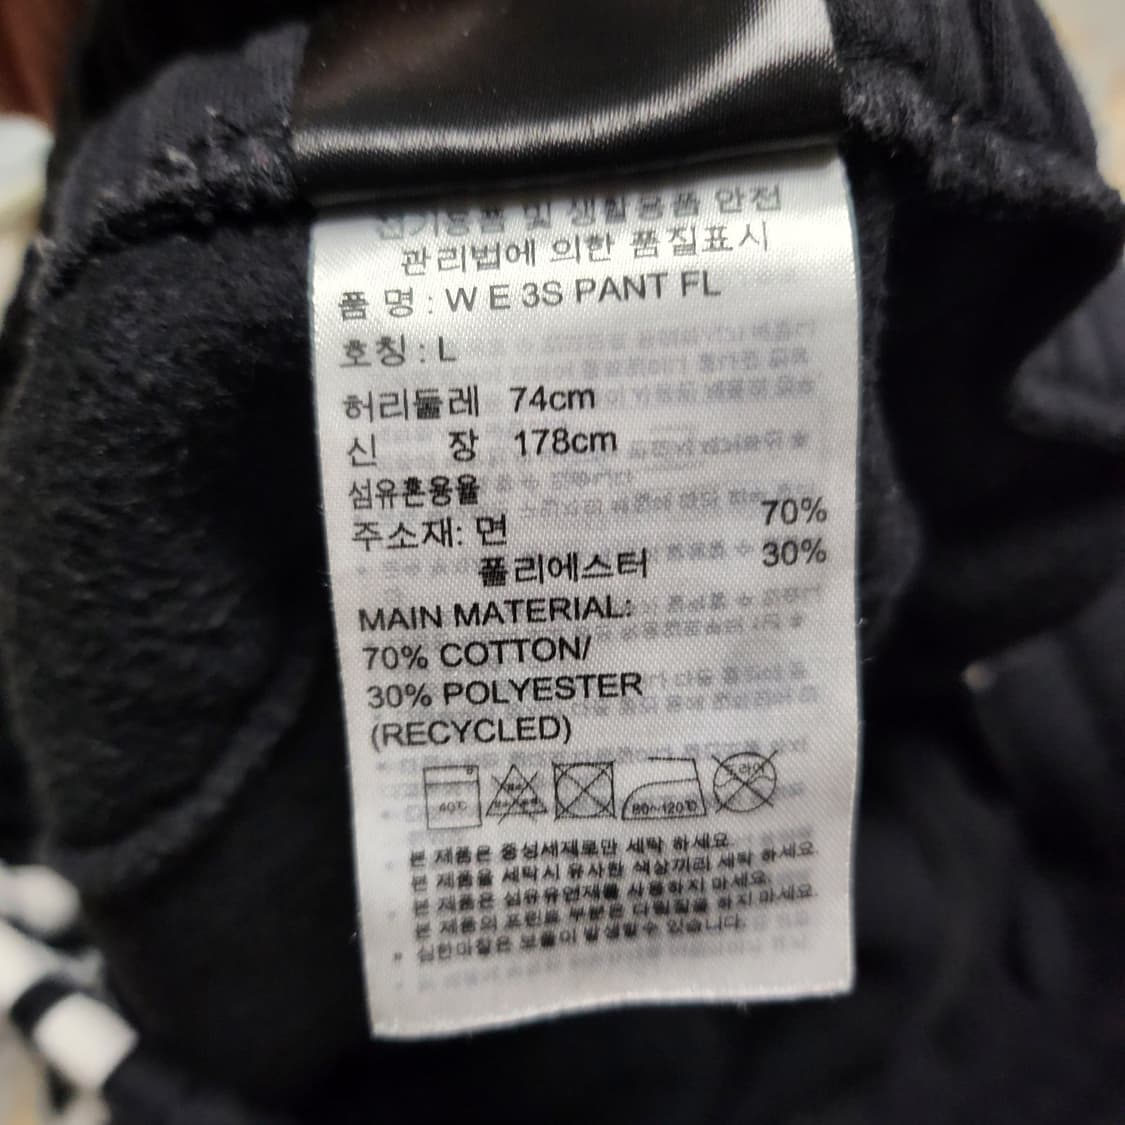 전기용품 및 생활용품 안전
관리법에 의한 품질표시
품 명 : W E 3S PANT FL
호칭 : L
허리둘레 74cm
신 장 178cm
섬유혼용율
주소재: 면 70%
폴리에스터 30%
MAIN MATERIAL:
70% COTTON/
30% POLYESTER
(RECYCLED)
40℃ 80~120℃ 드라이
본 제품은 중성세제로만 세탁 하세요.
본 제품을 세탁시 유사한 색상끼리 세탁 하세요.
본 제품은 섬유유연제를 사용하지 마세요.
본 제품의 프린트 부분은 다림질을 하지 마세요.
* 심한마찰은 보풀이 발생할수 있습니다.